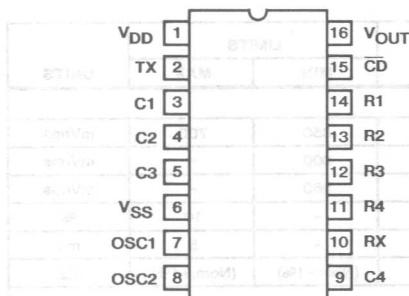 VDD 1 16 VOUT
TX 2 15 CD
C1 3 14 R1
C2 4 13 R2
C3 5 12 R3
VSS 6 11 R4
OSC1 7 10 RX
OSC2 8 9 C4